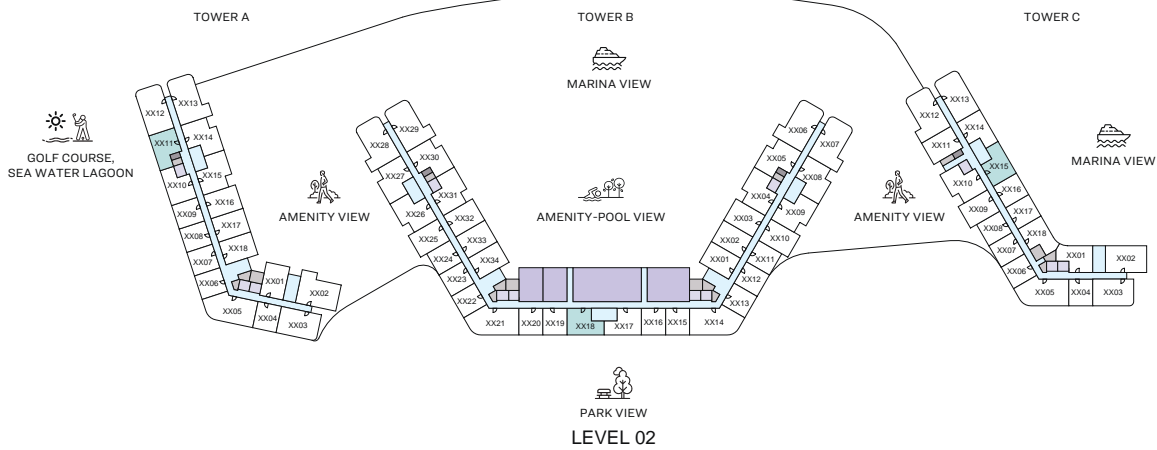 TOWER A
TOWER B
TOWER C
MARINA VIEW
GOLF COURSE,
SEA WATER LAGOON
AMENITY VIEW
AMENITY-POOL VIEW
AMENITY VIEW
MARINA VIEW
XX12
XX13
XX11
XX14
XX10
XX15
XX09
XX16
XX08
XX17
XX07
XX18
XX06
XX01
XX02
XX05
XX04
XX03
XX29
XX28
XX30
XX27
XX31
XX26
XX32
XX25
XX33
XX24
XX34
XX23
XX22
XX21
XX20
XX19
XX18
XX17
XX16
XX15
XX14
XX06
XX07
XX05
XX08
XX04
XX09
XX03
XX10
XX02
XX11
XX01
XX12
XX13
XX13
XX12
XX14
XX11
XX15
XX10
XX16
XX09
XX17
XX08
XX18
XX07
XX01
XX02
XX06
XX05
XX04
XX03
PARK VIEW
LEVEL 02